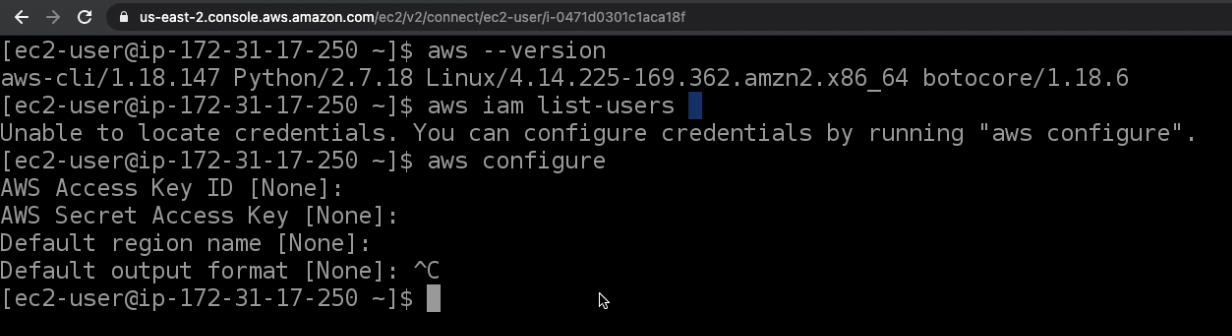 us-east-2.console.aws.amazon.com/ec2/v2/connect/ec2-user/i-0471d0301c1aca18f
[ec2-user@ip-172-31-17-250 ~]$ aws --version
aws-cli/1.18.147 Python/2.7.18 Linux/4.14.225-169.362.amzn2.x86_64 botocore/1.18.6
[ec2-user@ip-172-31-17-250 ~]$ aws iam list-users
Unable to locate credentials. You can configure credentials by running "aws configure".
[ec2-user@ip-172-31-17-250 ~]$ aws configure
AWS Access Key ID [None]:
AWS Secret Access Key [None]:
Default region name [None]:
Default output format [None]: ^C
[ec2-user@ip-172-31-17-250 ~]$